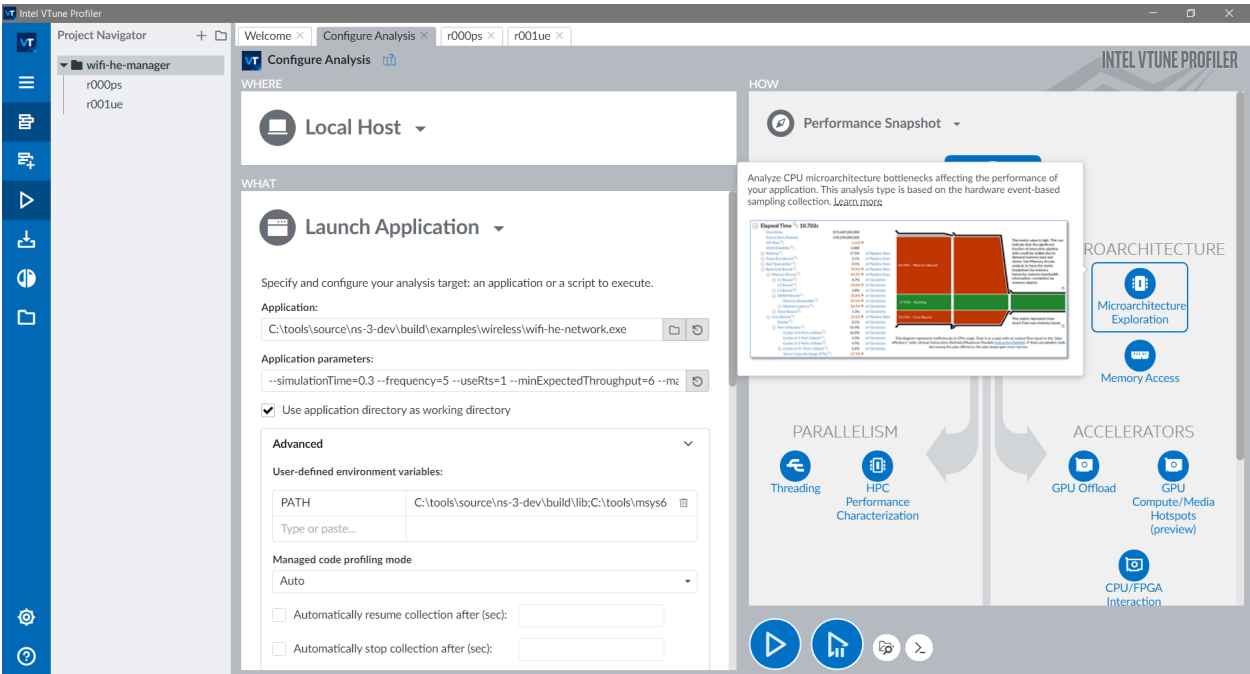 Intel VTune Profiler
Project Navigator
wifi-he-manager
r000ps
r001ue
Welcome
Configure Analysis
r000ps
r001ue
Configure Analysis
INTEL VTUNE PROFILER
WHERE
Local Host
WHAT
Launch Application
Specify and configure your analysis target: an application or a script to execute.
Application:
C:\tools\source\ns-3-dev\build\examples\wireless\wifi-he-network.exe
Application parameters:
--simulationTime=0.3 --frequency=5 --useRts=1 --minExpectedThroughput=6 --ma
Use application directory as working directory
Advanced
User-defined environment variables:
PATH
C:\tools\source\ns-3-dev\build\lib;C:\tools\msys6
Type or paste...
Managed code profiling mode
Auto
Automatically resume collection after (sec):
Automatically stop collection after (sec):
HOW
Performance Snapshot
Analyze CPU microarchitecture bottlenecks affecting the performance of
your application. This analysis type is based on the hardware event-based
sampling collection. Learn more
Elapsed Time: 10.703s
ROARCHITECTURE
Microarchitecture
Exploration
Memory Access
PARALLELISM
Threading
HPC
Performance
Characterization
ACCELERATORS
GPU Offload
GPU
Compute/Media
Hotspots
(preview)
CPU/FPGA
Interaction